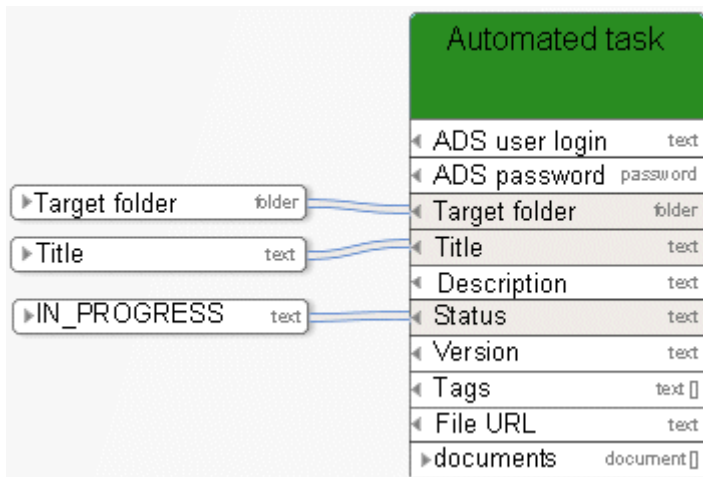 Automated task
ADS user login text
ADS password password
Target folder folder
Target folder folder
Title text
Title text
Description text
IN_PROGRESS text
Status text
Version text
Tags text []
File URL text
documents document []